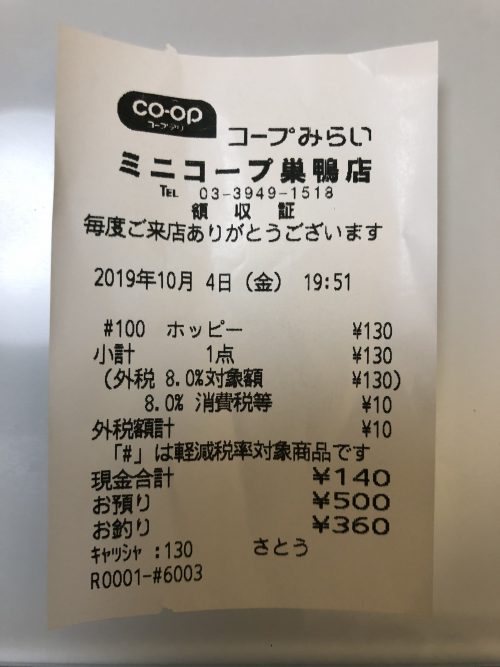 co-op
コープデリ
コープみらい
ミニコープ巣鴨店
TEL 03-3949-1518
領収証
毎度ご来店ありがとうございます
2019年10月 4日（金） 19:51
#100 ホッピー ¥130
小計 1点 ¥130
（外税 8.0%対象額 ¥130）
8.0% 消費税等 ¥10
外税額計 ¥10
「#」は軽減税率対象商品です
現金合計 ¥140
お預り ¥500
お釣り ¥360
ｷｬｯｼｬ :130 さとう
R0001-#6003